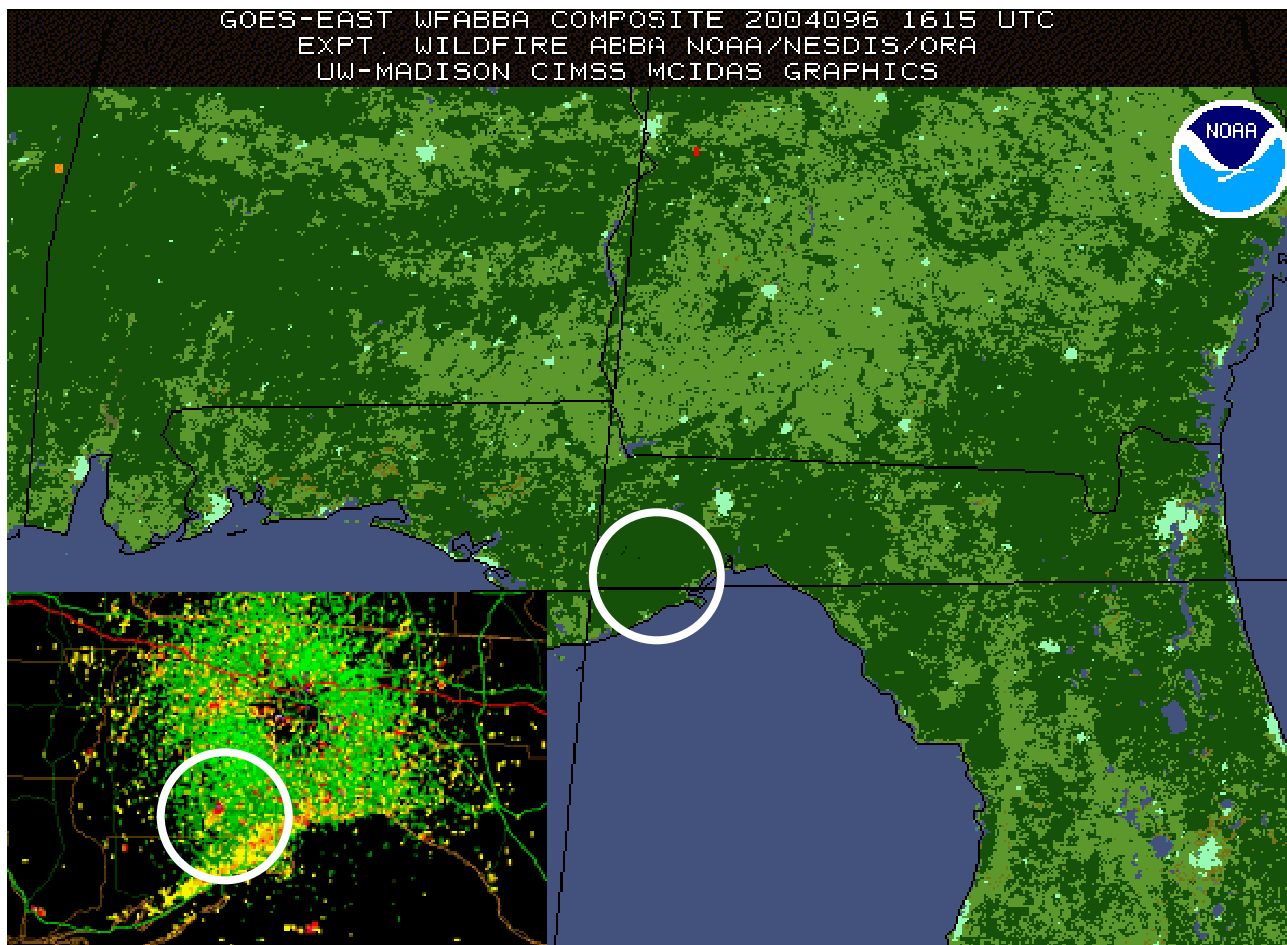 GOES-EAST WFABBA COMPOSITE 2004096 1615 UTC
EXPT. WILDFIRE ABBA NOAA/NESDIS/ORA
UW-MADISON CIMSS MCIDAS GRAPHICS
NOAA